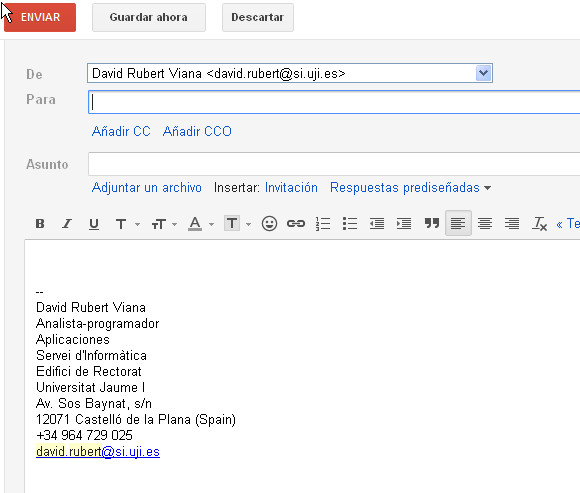 ENVIAR Guardar ahora Descartar
De David Rubert Viana <david.rubert@si.uji.es>
Para
Añadir CC Añadir CCO
Asunto
Adjuntar un archivo Insertar: Invitación Respuestas prediseñadas
B I U T TT A T « Te
--
David Rubert Viana
Analista-programador
Aplicaciones
Servei d'Informàtica
Edifici de Rectorat
Universitat Jaume I
Av. Sos Baynat, s/n
12071 Castelló de la Plana (Spain)
+34 964 729 025
david.rubert@si.uji.es